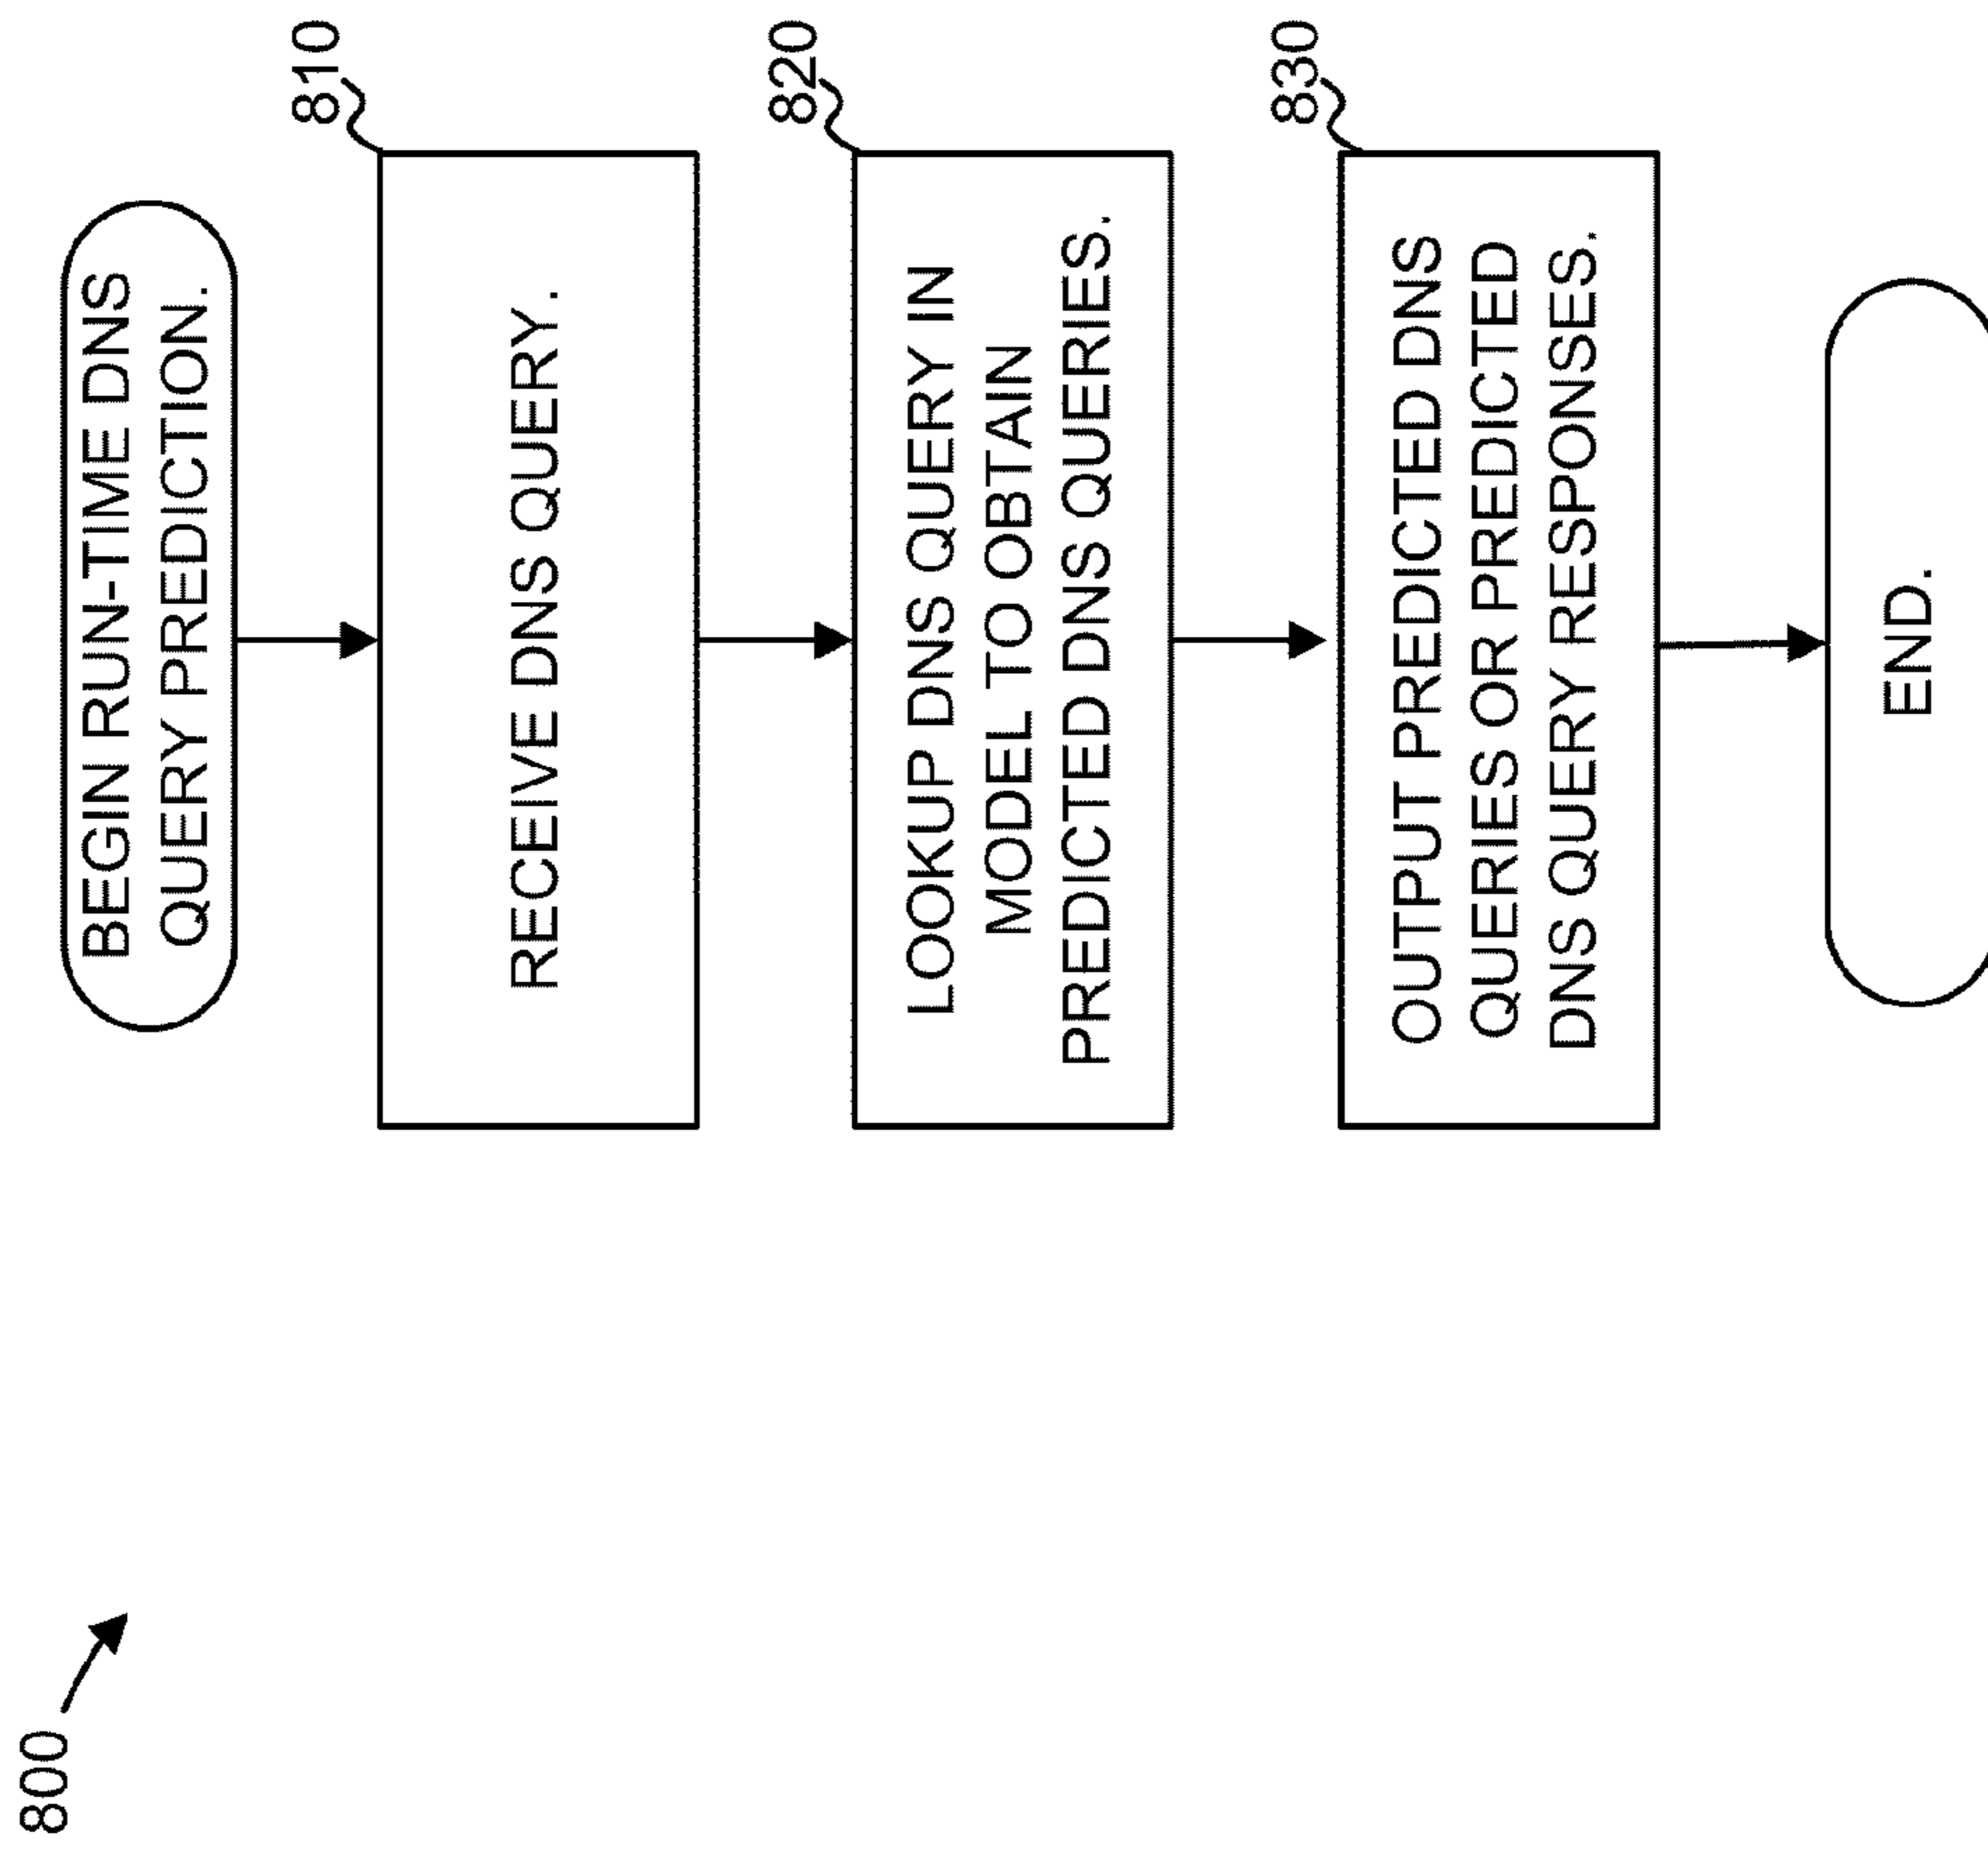 800
BEGIN RUN-TIME DNS
QUERY PREDICTION.
810
RECEIVE DNS QUERY.
820
LOOKUP DNS QUERY IN
MODEL TO OBTAIN
PREDICTED DNS QUERIES.
830
OUTPUT PREDICTED DNS
QUERIES OR PREDICTED
DNS QUERY RESPONSES.
END.